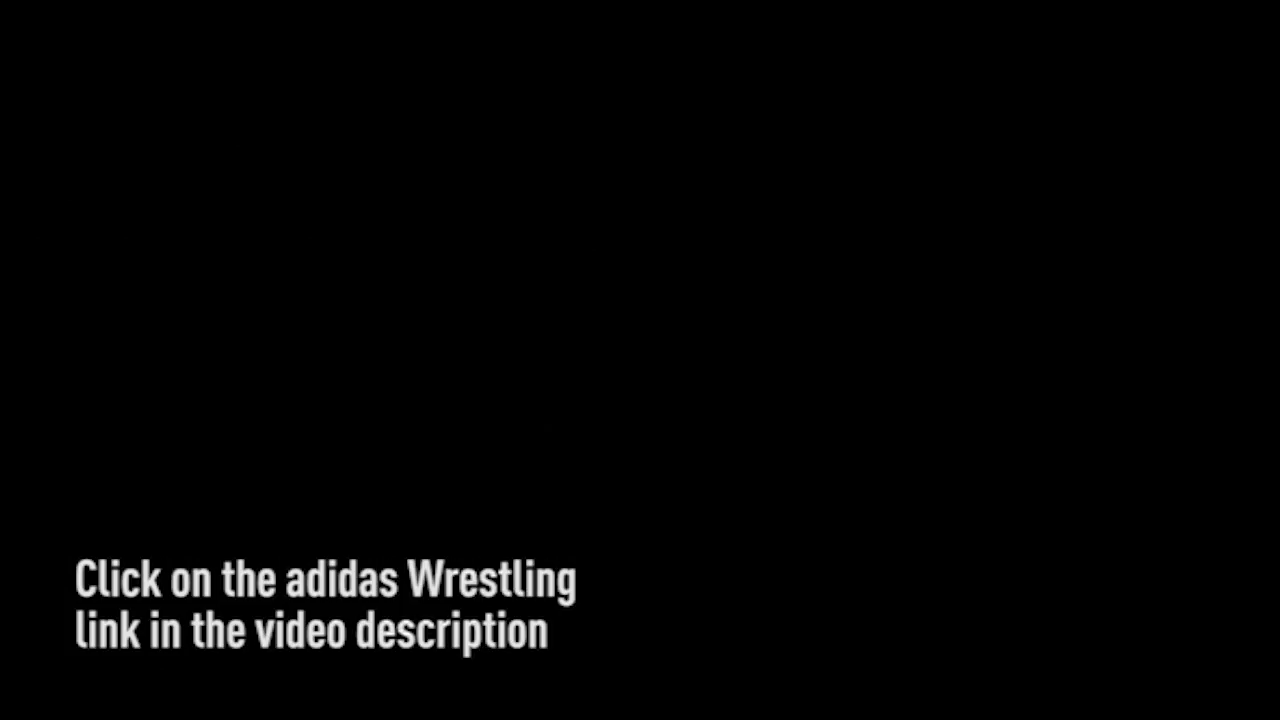 Click on the adidas Wrestling
link in the video description